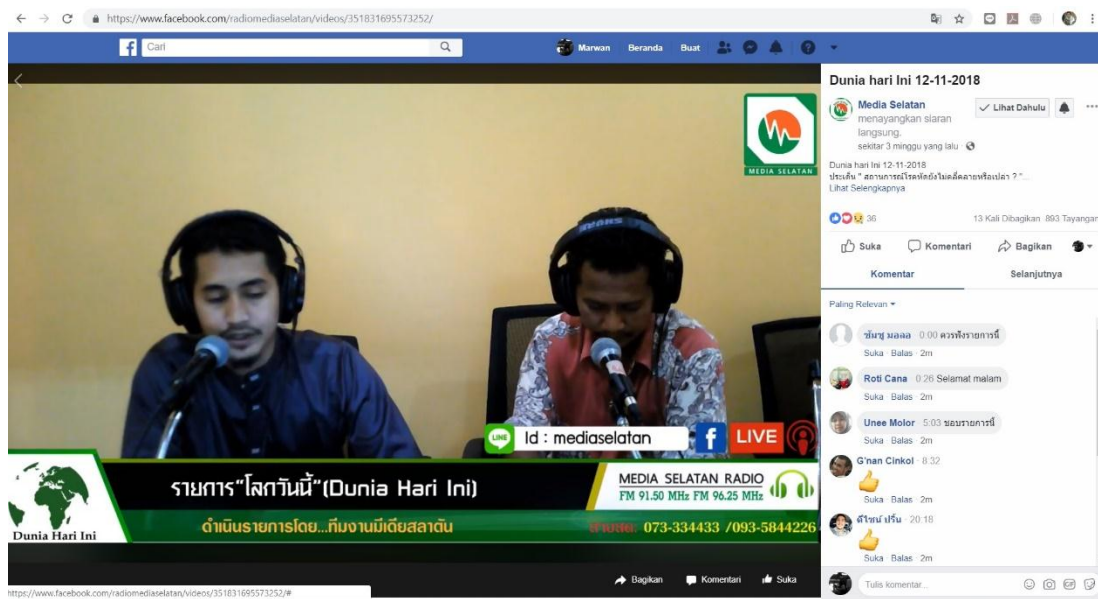 https://www.facebook.com/radiomediaselatan/videos/351831695573252/
Cari
Marwan Beranda Buat
MEDIA SELATAN
LINE Id : mediaselatan f LIVE
รายการ"โลกวันนี้"(Dunia Hari Ini)
MEDIA SELATAN RADIO
FM 91.50 MHz FM 96.25 MHz
Dunia Hari Ini
ดำเนินรายการโดย...ทีมงานมีเดียสลาตัน
สายสด: 073-334433 /093-5844226
Bagikan Komentari Suka
https://www.facebook.com/radiomediaselatan/videos/351831695573252/#
Dunia hari Ini 12-11-2018
Media Selatan
menayangkan siaran
langsung.
sekitar 3 minggu yang lalu
Lihat Dahulu
Dunia hari Ini 12-11-2018
ประเด็น " สถานการณ์โรคหัดยังไม่คลี่คลายหรือเปล่า ? "...
Lihat Selengkapnya
36
13 Kali Dibagikan 893 Tayangan
Suka Komentari Bagikan
Komentar Selanjutnya
Paling Relevan
0:00 ควรฟังรายการนี้
Suka Balas 2m
Roti Cana 0:26 Selamat malam
Suka Balas 2m
Unee Molor 5:03 ชอบรายการนี้
Suka Balas 2m
G'nan Cinkol 8:32
Suka Balas 2m
ดีไซน์ ปริ้น 20:18
Suka Balas 2m
Tulis komentar...
GIF